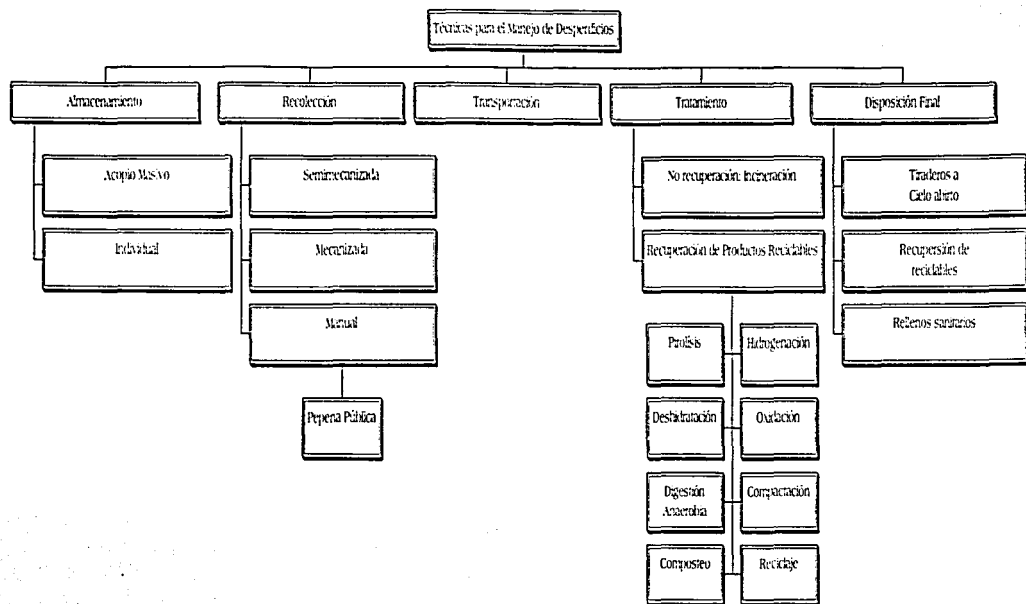 Técnicas para el Manejo de Desperdicios
Almacenamiento
Recolección
Transportación
Tratamiento
Disposición Final
Acopio Masivo
Individual
Semimecanizada
Mecanizada
Manual
Pepena Pública
No recuperación: Incineración
Recuperación de Productos Reciclables
Pirolisis
Hidrogenación
Deshidratación
Oxidación
Digestión
Anaerobia
Compactación
Composteo
Reciclaje
Tiraderos a
Cielo abierto
Recupersión de
reciclables
Rellenos sanitarios